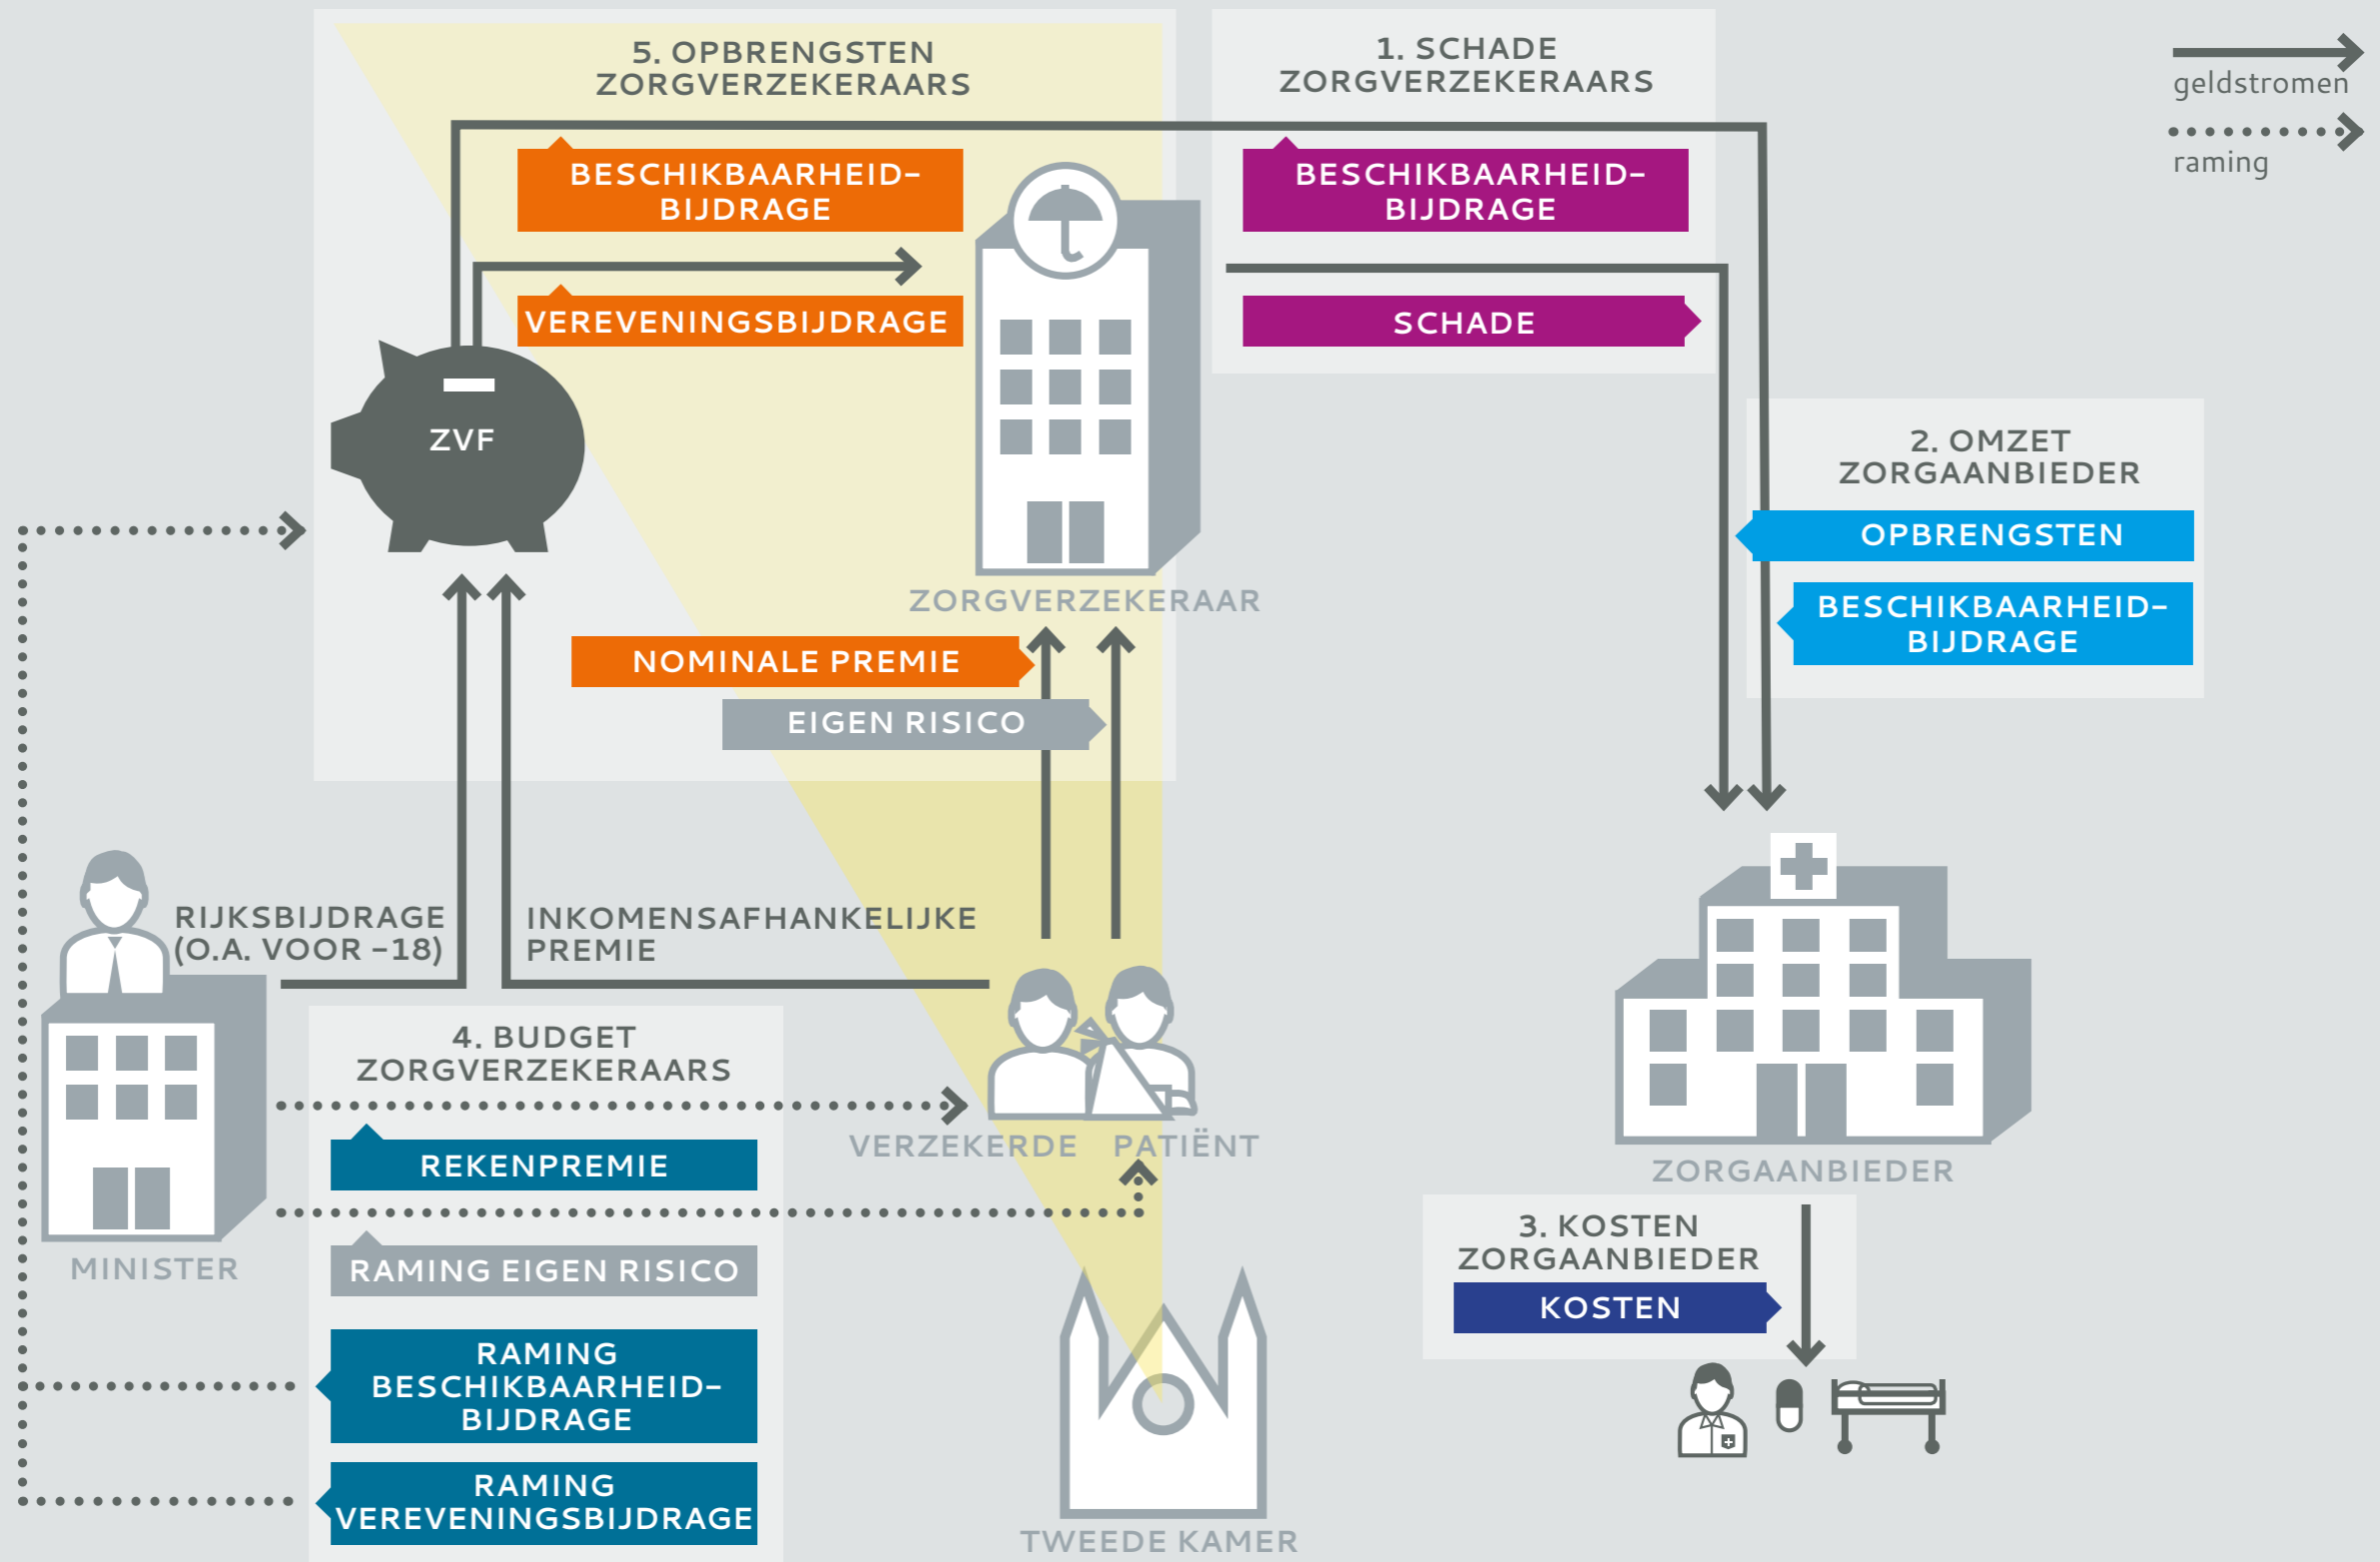 5. OPBRENGSTEN
ZORGVERZEKERAARS
1. SCHADE
ZORGVERZEKERAARS
geldstromen
raming
BESCHIKBAARHEID-
BIJDRAGE
BESCHIKBAARHEID-
BIJDRAGE
VEREVENINGSBIJDRAGE
SCHADE
ZVF
2. OMZET
ZORGAANBIEDER
OPBRENGSTEN
BESCHIKBAARHEID-
BIJDRAGE
ZORGVERZEKERAAR
NOMINALE PREMIE
EIGEN RISICO
RIJKSBIJDRAGE
(O.A. VOOR -18)
INKOMENSAFHANKELIJKE
PREMIE
4. BUDGET
ZORGVERZEKERAARS
REKENPREMIE
VERZEKERDE
PATIËNT
ZORGAANBIEDER
MINISTER
RAMING EIGEN RISICO
3. KOSTEN
ZORGAANBIEDER
KOSTEN
RAMING
BESCHIKBAARHEID-
BIJDRAGE
RAMING
VEREVENINGSBIJDRAGE
TWEEDE KAMER